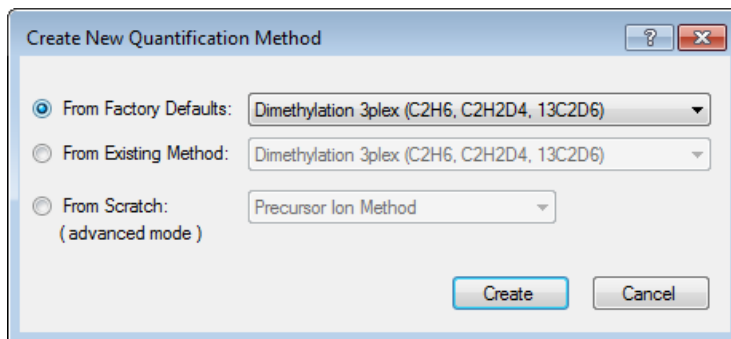 Create New Quantification Method
From Factory Defaults: Dimethylation 3plex (C2H6, C2H2D4, 13C2D6)
From Existing Method: Dimethylation 3plex (C2H6, C2H2D4, 13C2D6)
From Scratch: Precursor Ion Method
( advanced mode )
Create Cancel